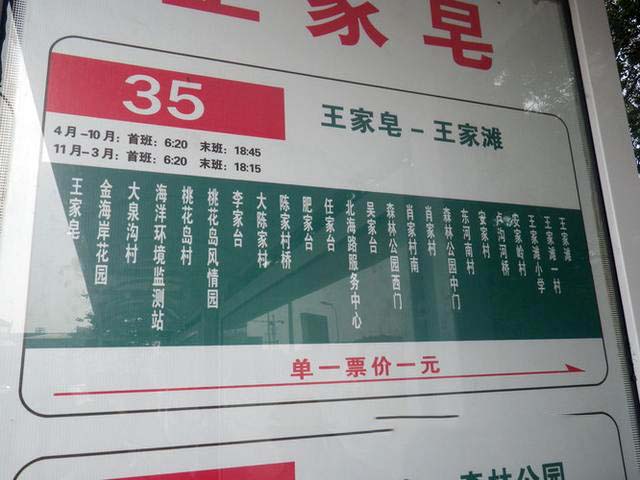 王家皂
35
王家皂－王家滩
4月–10月：首班：6:20 末班：18:45
11月–3月：首班：6:20 末班：18:15
王家皂
金海岸花园
大泉沟村
海洋环境监测站
桃花岛村
桃花岛风情园
李家台
大陈家村
陈家村桥
肥家台
任家台
北海路服务中心
吴家台
森林公园西门
肖家村南
肖家村
森林公园中门
东河南村
安家村
卢沟河桥
安家岭村
王家滩小学
王家滩一村
王家滩
单一票价一元
森林公园